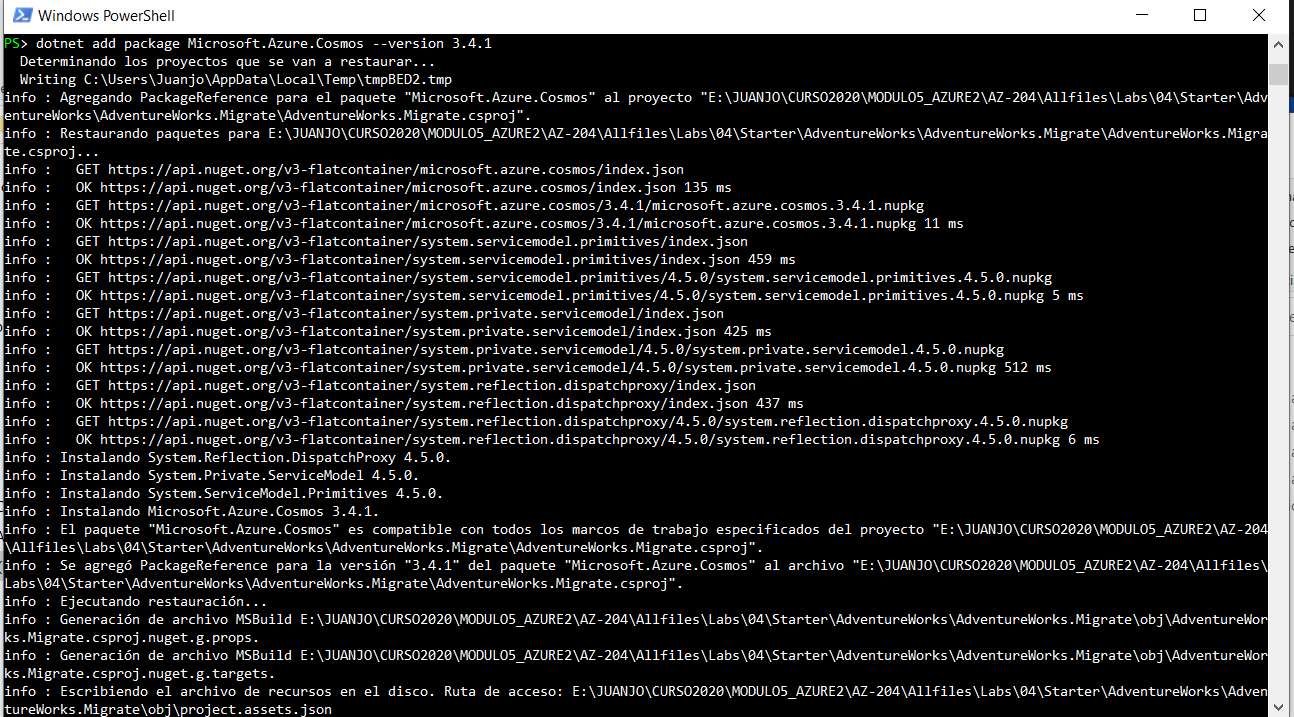 Windows PowerShell
PS> dotnet add package Microsoft.Azure.Cosmos --version 3.4.1
  Determinando los proyectos que se van a restaurar...
  Writing C:\Users\Juanjo\AppData\Local\Temp\tmpBED2.tmp
info : Agregando PackageReference para el paquete "Microsoft.Azure.Cosmos" al proyecto "E:\JUANJO\CURSO2020\MODULO5_AZURE2\AZ-204\Allfiles\Labs\04\Starter\Adv
entureWorks\AdventureWorks.Migrate\AdventureWorks.Migrate.csproj".
info : Restaurando paquetes para E:\JUANJO\CURSO2020\MODULO5_AZURE2\AZ-204\Allfiles\Labs\04\Starter\AdventureWorks\AdventureWorks.Migrate\AdventureWorks.Migra
te.csproj...
info :   GET https://api.nuget.org/v3-flatcontainer/microsoft.azure.cosmos/index.json
info :   OK https://api.nuget.org/v3-flatcontainer/microsoft.azure.cosmos/index.json 135 ms
info :   GET https://api.nuget.org/v3-flatcontainer/microsoft.azure.cosmos/3.4.1/microsoft.azure.cosmos.3.4.1.nupkg
info :   OK https://api.nuget.org/v3-flatcontainer/microsoft.azure.cosmos/3.4.1/microsoft.azure.cosmos.3.4.1.nupkg 11 ms
info :   GET https://api.nuget.org/v3-flatcontainer/system.servicemodel.primitives/index.json
info :   OK https://api.nuget.org/v3-flatcontainer/system.servicemodel.primitives/index.json 459 ms
info :   GET https://api.nuget.org/v3-flatcontainer/system.servicemodel.primitives/4.5.0/system.servicemodel.primitives.4.5.0.nupkg
info :   OK https://api.nuget.org/v3-flatcontainer/system.servicemodel.primitives/4.5.0/system.servicemodel.primitives.4.5.0.nupkg 5 ms
info :   GET https://api.nuget.org/v3-flatcontainer/system.private.servicemodel/index.json
info :   OK https://api.nuget.org/v3-flatcontainer/system.private.servicemodel/index.json 425 ms
info :   GET https://api.nuget.org/v3-flatcontainer/system.private.servicemodel/4.5.0/system.private.servicemodel.4.5.0.nupkg
info :   OK https://api.nuget.org/v3-flatcontainer/system.private.servicemodel/4.5.0/system.private.servicemodel.4.5.0.nupkg 512 ms
info :   GET https://api.nuget.org/v3-flatcontainer/system.reflection.dispatchproxy/index.json
info :   OK https://api.nuget.org/v3-flatcontainer/system.reflection.dispatchproxy/index.json 437 ms
info :   GET https://api.nuget.org/v3-flatcontainer/system.reflection.dispatchproxy/4.5.0/system.reflection.dispatchproxy.4.5.0.nupkg
info :   OK https://api.nuget.org/v3-flatcontainer/system.reflection.dispatchproxy/4.5.0/system.reflection.dispatchproxy.4.5.0.nupkg 6 ms
info : Instalando System.Reflection.DispatchProxy 4.5.0.
info : Instalando System.Private.ServiceModel 4.5.0.
info : Instalando System.ServiceModel.Primitives 4.5.0.
info : Instalando Microsoft.Azure.Cosmos 3.4.1.
info : El paquete "Microsoft.Azure.Cosmos" es compatible con todos los marcos de trabajo especificados del proyecto "E:\JUANJO\CURSO2020\MODULO5_AZURE2\AZ-204
\Allfiles\Labs\04\Starter\AdventureWorks\AdventureWorks.Migrate\AdventureWorks.Migrate.csproj".
info : Se agregó PackageReference para la versión "3.4.1" del paquete "Microsoft.Azure.Cosmos" al archivo "E:\JUANJO\CURSO2020\MODULO5_AZURE2\AZ-204\Allfiles\
Labs\04\Starter\AdventureWorks\AdventureWorks.Migrate\AdventureWorks.Migrate.csproj".
info : Ejecutando restauración...
info : Generación de archivo MSBuild E:\JUANJO\CURSO2020\MODULO5_AZURE2\AZ-204\Allfiles\Labs\04\Starter\AdventureWorks\AdventureWorks.Migrate\obj\AdventureWor
ks.Migrate.csproj.nuget.g.props.
info : Generación de archivo MSBuild E:\JUANJO\CURSO2020\MODULO5_AZURE2\AZ-204\Allfiles\Labs\04\Starter\AdventureWorks\AdventureWorks.Migrate\obj\AdventureWor
ks.Migrate.csproj.nuget.g.targets.
info : Escribiendo el archivo de recursos en el disco. Ruta de acceso: E:\JUANJO\CURSO2020\MODULO5_AZURE2\AZ-204\Allfiles\Labs\04\Starter\AdventureWorks\Adven
tureWorks.Migrate\obj\project.assets.json